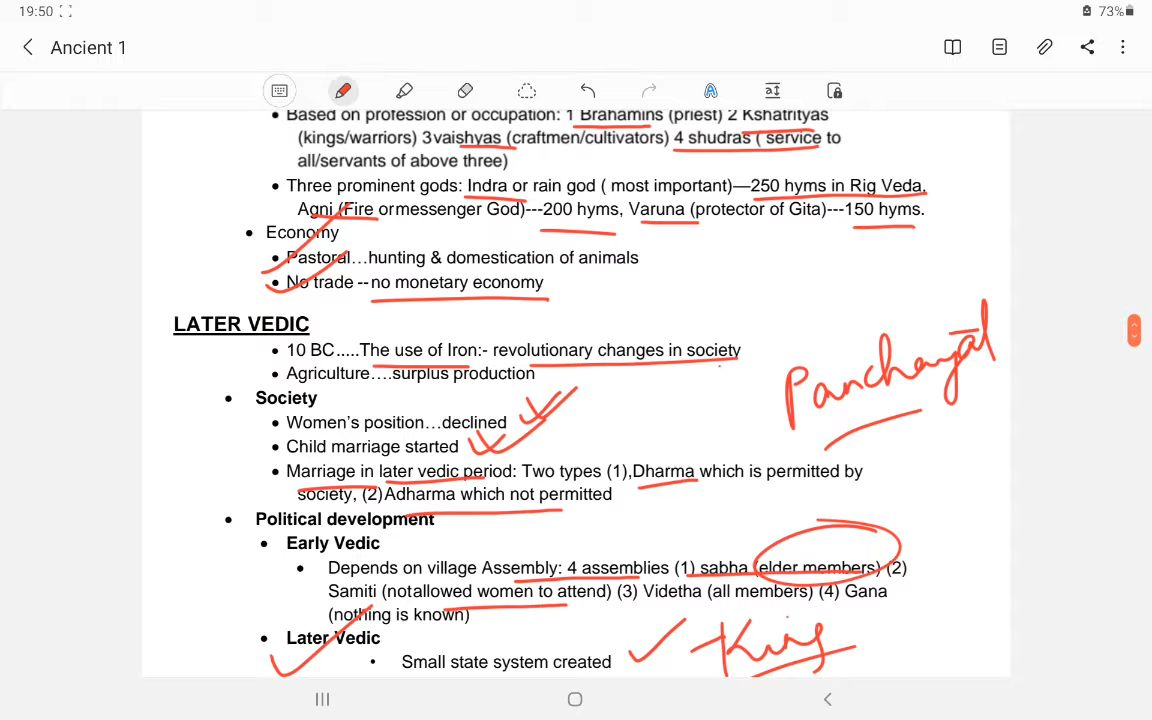 19:50
73%
Ancient 1
Based on profession or occupation: 1 Brahamins (priest) 2 Kshatrityas
(kings/warriors) 3 vaishyas (craftmen/cultivators) 4 shudras ( service to
all/servants of above three)
Three prominent gods: Indra or rain god ( most important)—250 hyms in Rig Veda,
Agni (Fire ormessenger God)---200 hyms, Varuna (protector of Gita)---150 hyms.
Economy
Pastoral…hunting & domestication of animals
No trade -- no monetary economy
LATER VEDIC
10 BC.....The use of Iron:- revolutionary changes in society
Agriculture….surplus production
Panchayat
Society
Women's position…declined
Child marriage started
Marriage in later vedic period: Two types (1),Dharma which is permitted by
society, (2)Adharma which not permitted
Political development
Early Vedic
Depends on village Assembly: 4 assemblies (1) sabha (elder members) (2)
Samiti (notallowed women to attend) (3) Videtha (all members) (4) Gana
(nothing is known)
Later Vedic
Small state system created
King